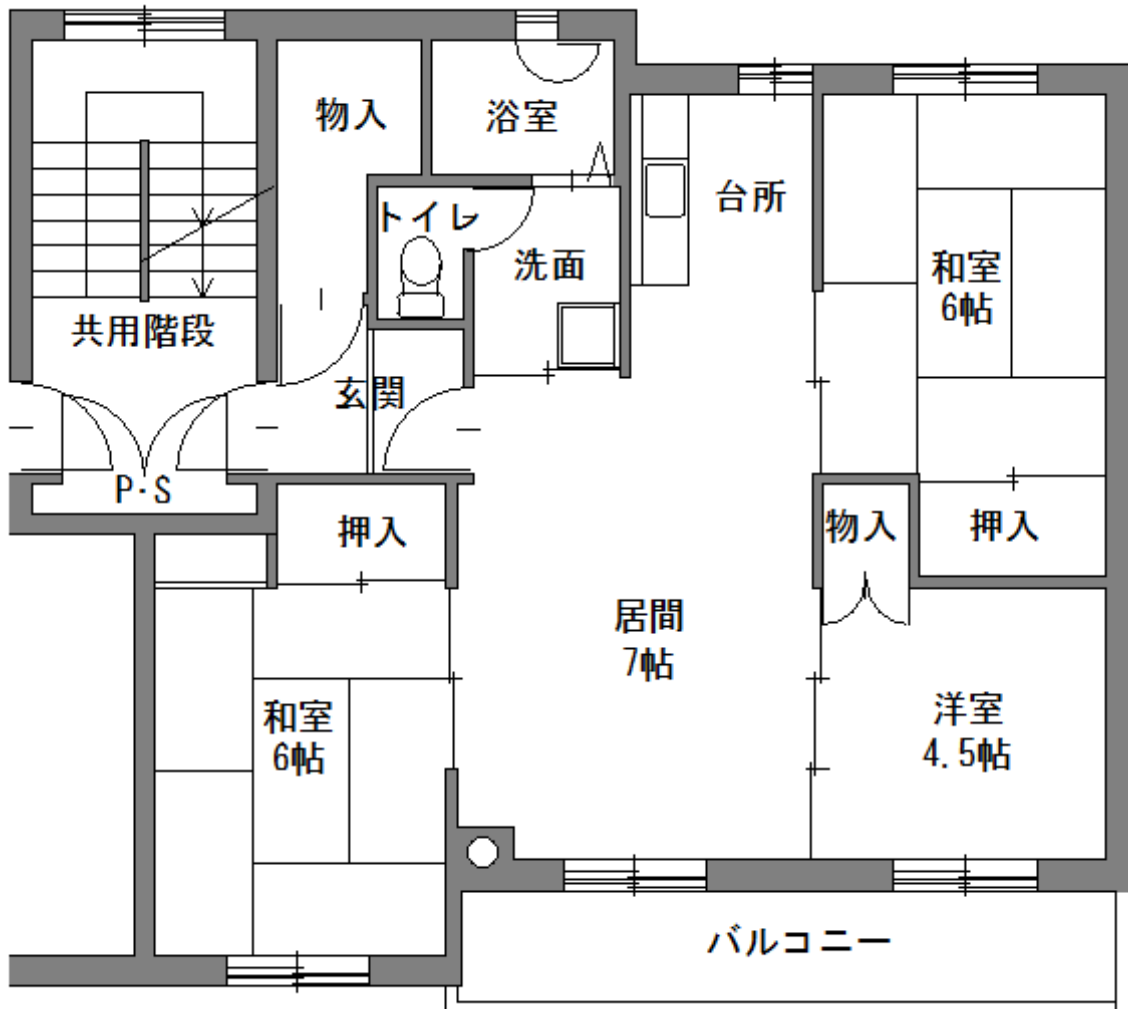 物入
浴室
台所
トイレ
洗面
和室
6帖
共用階段
玄関
P・S
押入
物入
押入
居間
7帖
和室
6帖
洋室
4.5帖
バルコニー